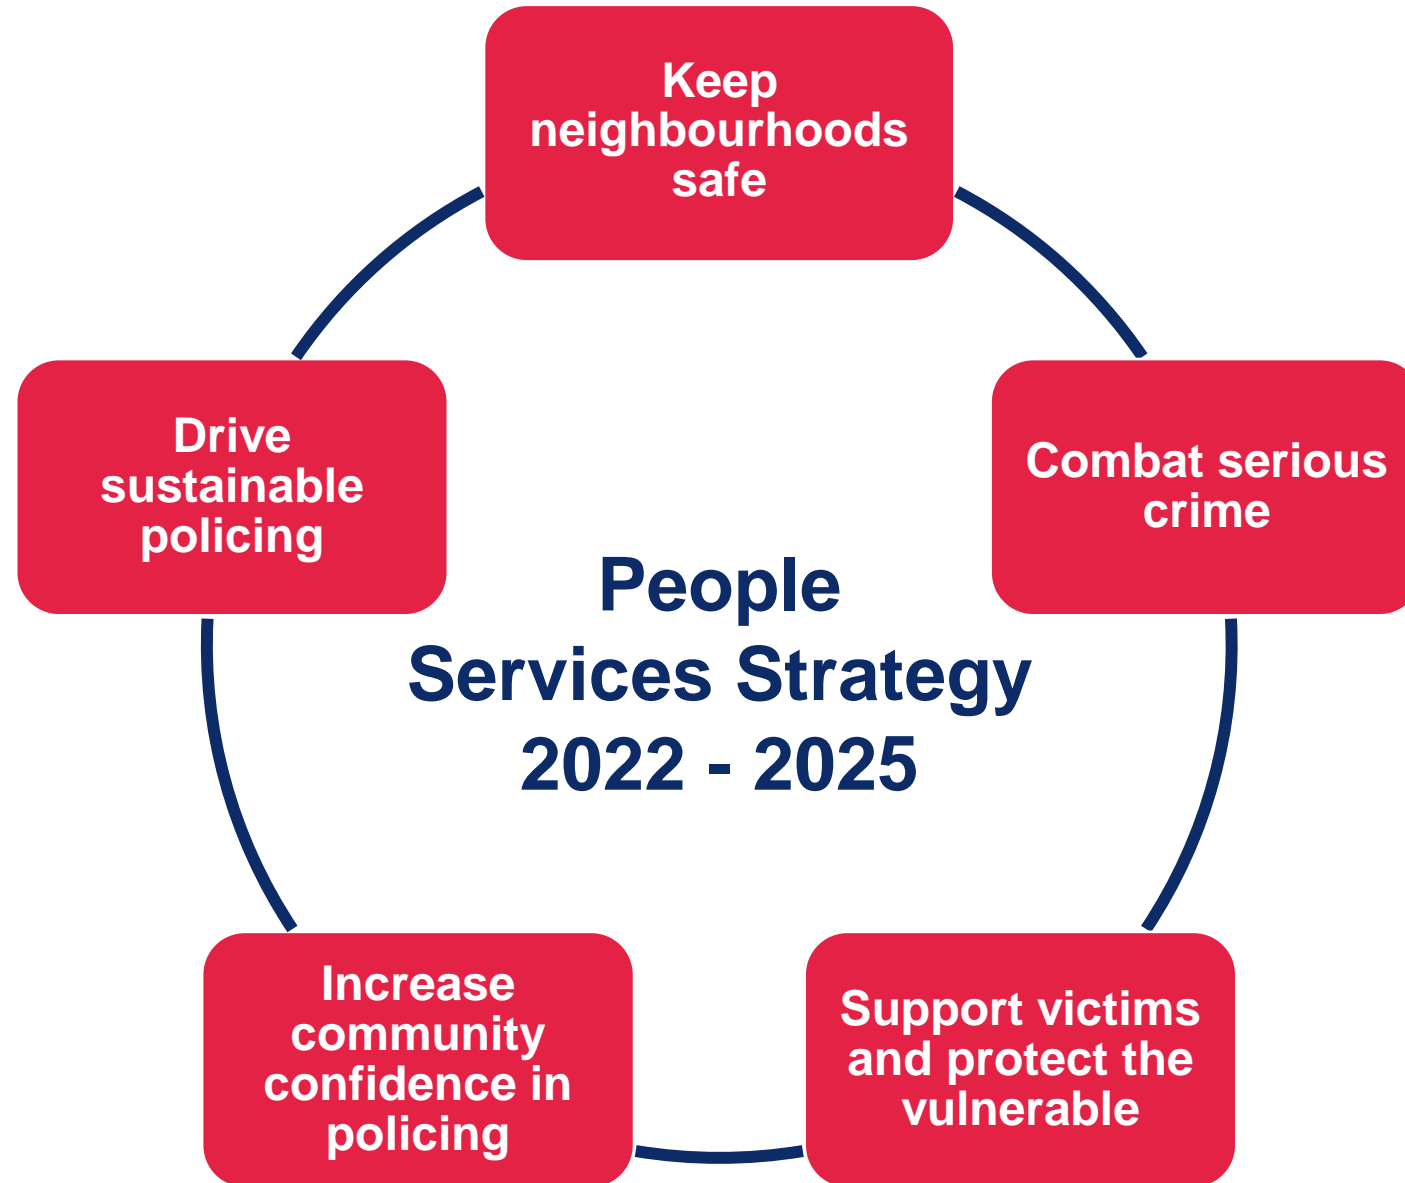 Keep
neighbourhoods
safe
Combat serious
crime
Support victims
and protect the
vulnerable
Increase
community
confidence in
policing
Drive
sustainable
policing
People
Services Strategy
2022 - 2025